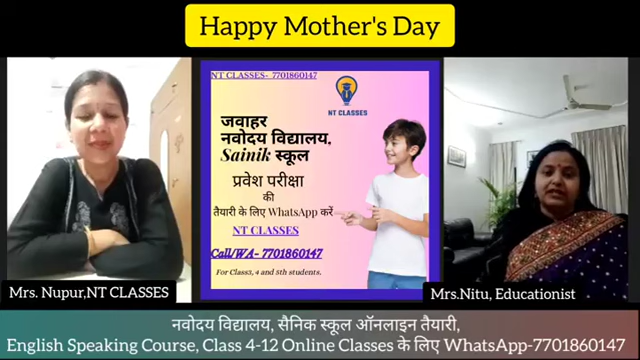 Happy Mother's Day
NT CLASSES- 7701860147
NT CLASSES
जवाहर
नवोदय विद्यालय,
Sainik स्कूल
प्रवेश परीक्षा
की
तैयारी के लिए WhatsApp करें
NT CLASSES
Call/WA- 7701860147
For Class3, 4 and 5th students.
Mrs. Nupur,NT CLASSES
Mrs.Nitu, Educationist
नवोदय विद्यालय, सैनिक स्कूल ऑनलाइन तैयारी,
English Speaking Course, Class 4-12 Online Classes के लिए WhatsApp-7701860147